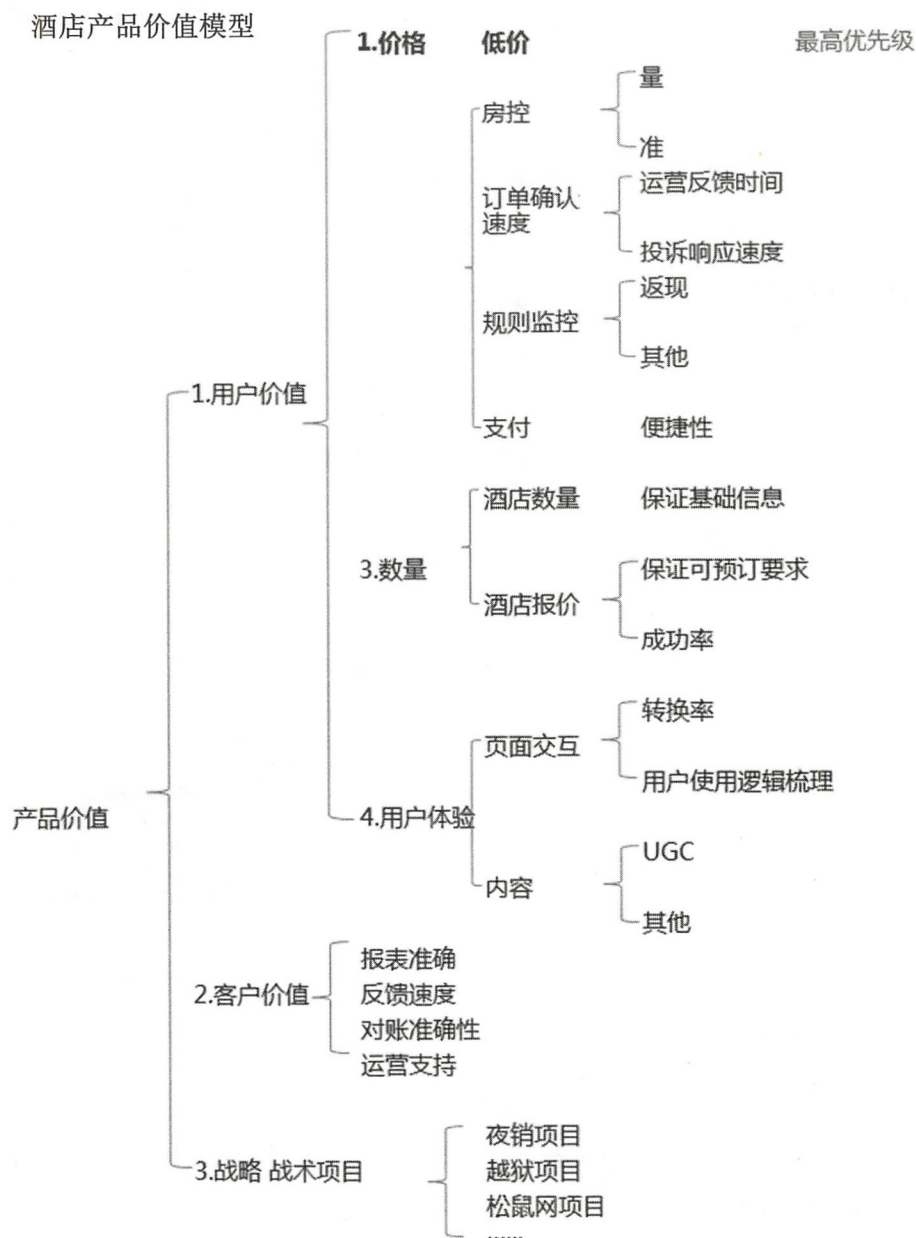 酒店产品价值模型
1.价格 低价 最高优先级
房控
量
准
订单确认
速度
运营反馈时间
投诉响应速度
规则监控
返现
其他
支付 便捷性
1.用户价值
3.数量
酒店数量 保证基础信息
酒店报价
保证可预订要求
成功率
4.用户体验
页面交互
转换率
用户使用逻辑梳理
内容
UGC
其他
产品价值
2.客户价值
报表准确
反馈速度
对账准确性
运营支持
3.战略 战术项目
夜销项目
越狱项目
松鼠网项目
......